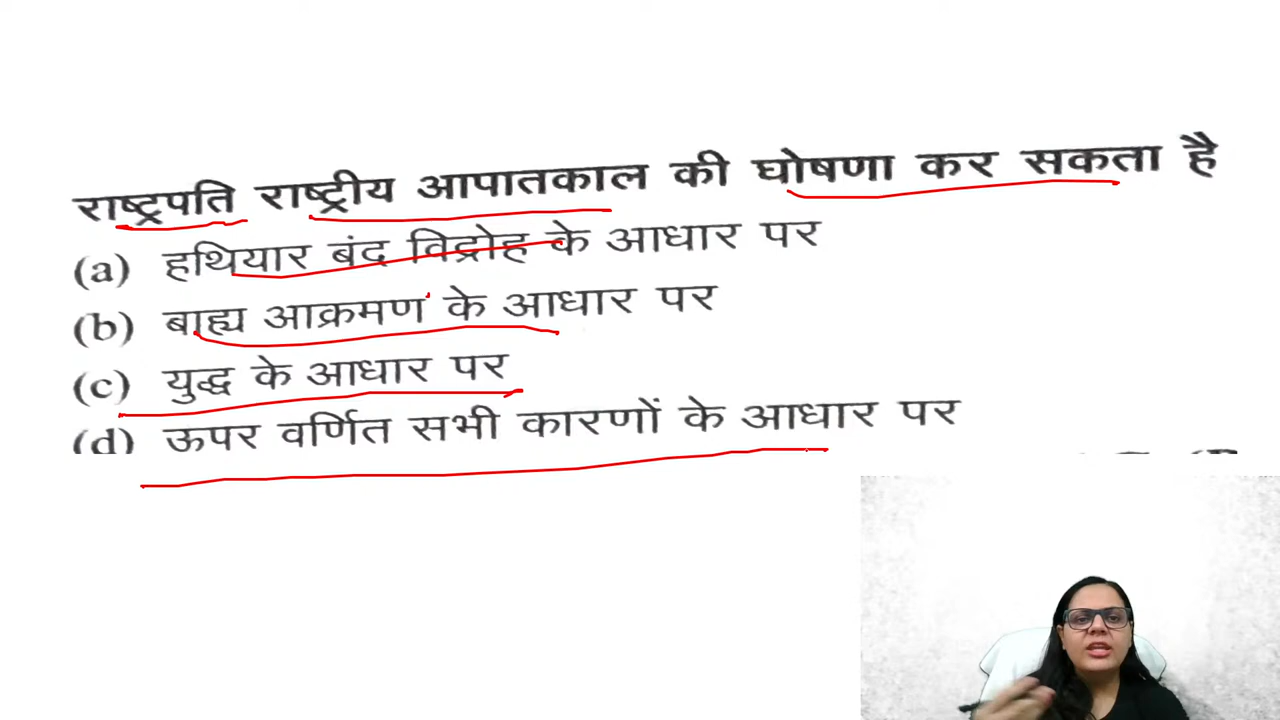 राष्ट्रपति राष्ट्रीय आपातकाल की घोषणा कर सकता है
(a) हथियार बंद विद्रोह के आधार पर
(b) बाह्य आक्रमण के आधार पर
(c) युद्ध के आधार पर
(d) ऊपर वर्णित सभी कारणों के आधार पर